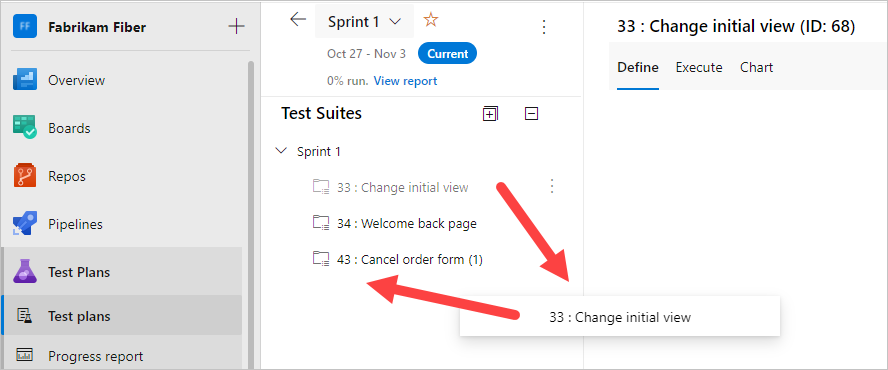 FF Fabrikam Fiber
Overview
Boards
Repos
Pipelines
Test Plans
Test plans
Progress report
Sprint 1
Oct 27 - Nov 3 Current
0% run. View report
Test Suites
Sprint 1
33 : Change initial view
34 : Welcome back page
43 : Cancel order form (1)
33 : Change initial view
33 : Change initial view (ID: 68)
Define Execute Chart